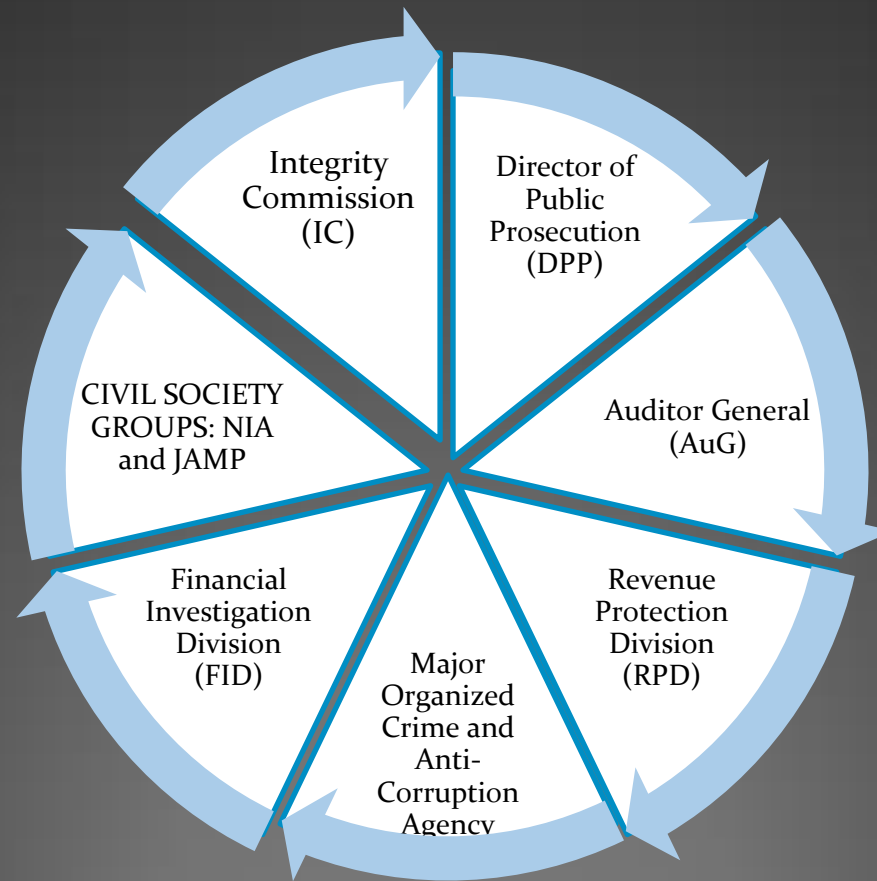 Integrity
Commission
(IC)
Director of
Public
Prosecution
(DPP)
Auditor General
(AuG)
Revenue
Protection
Division
(RPD)
Major
Organized
Crime and
Anti-
Corruption
Agency
Financial
Investigation
Division
(FID)
CIVIL SOCIETY
GROUPS: NIA
and JAMP